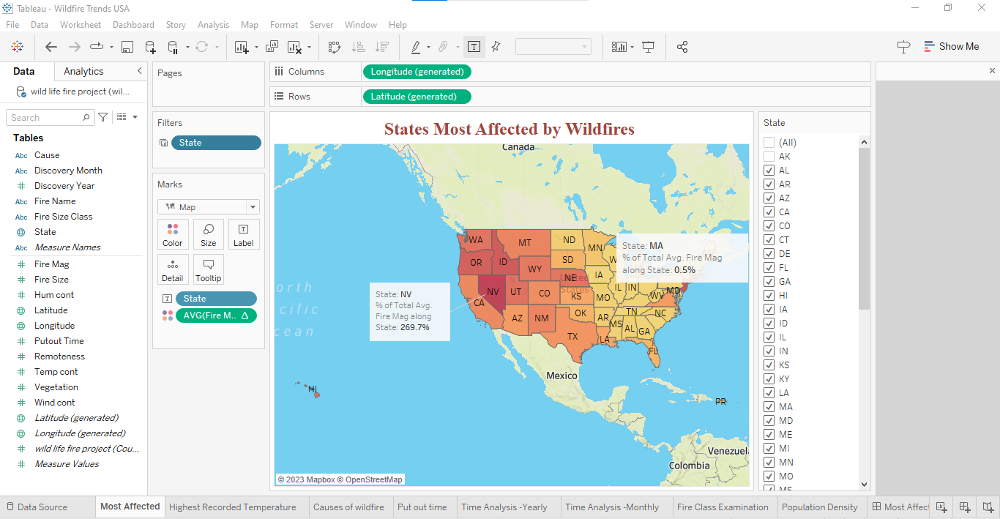 Tableau - Wildfire Trends USA
File Data Worksheet Dashboard Story Analysis Map Format Server Window Help
Show Me
Data Analytics
wild life fire project (wil...
Search
Tables
Abc Cause
Abc Discovery Month
# Discovery Year
Abc Fire Name
Abc Fire Size Class
State
Abc Measure Names
# Fire Mag
# Fire Size
# Hum cont
Latitude
Longitude
# Putout Time
# Remoteness
# Temp cont
# Vegetation
# Wind cont
Latitude (generated)
Longitude (generated)
# wild life fire project (Cou...
# Measure Values
Pages
Filters
State
Marks
Map
Color Size Label
Detail Tooltip
State
AVG(Fire M.. △
Columns Longitude (generated)
Rows Latitude (generated)
States Most Affected by Wildfires
Canada
WA MT ND MN
OR ID WY SD
State: MA
% of Total Avg. Fire Mag
along State: 0.5%
NE IA
United
States
NV UT CO KS MO IL IN WV MD
State: NV
% of Total Avg.
Fire Mag along
State: 269.7%
CA AZ NM OK AR TN NC
MS AL GA
TX LA FL
orth
cific
cean
Mexico
HI
PR
Venezuel
Colombia
© 2023 Mapbox © OpenStreetMap
State
(All)
AK
AL
AR
AZ
CA
CO
CT
DE
FL
GA
HI
IA
ID
IL
IN
KS
KY
LA
MA
MD
ME
MI
MN
MO
MS
Data Source Most Affected Highest Recorded Temperature Causes of wildfire Put out time Time Analysis -Yearly Time Analysis -Monthly Fire Class Examination Population Density Most Affect